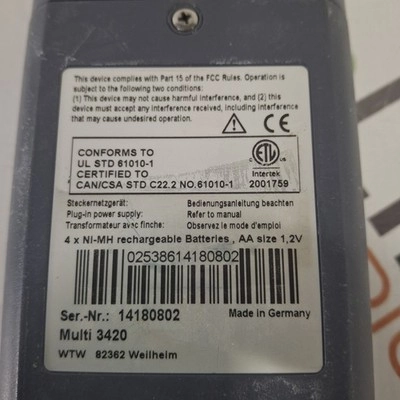 This device complies with Part 15 of the FCC Rules. Operation is
subject to the following two conditions:
(1) This device may not cause harmful interference, and (2) this
device must accept any interference received, including interference
that may cause undesired operation.
CONFORMS TO
UL STD 61010-1
CERTIFIED TO
CAN/CSA STD C22.2 NO.61010-1
ETL
Intertek
2001759
Steckernetzgerät: Bedienungsanleitung beachten
Plug-in power supply: Refer to manual
Transformateur avec finche: Observez le mode d'emploi
4 x NI-MH rechargeable Batteries , AA size 1,2V
02538614180802
Ser.-Nr.: 14180802 Made in Germany
Multi 3420
WTW 82362 Weilheim